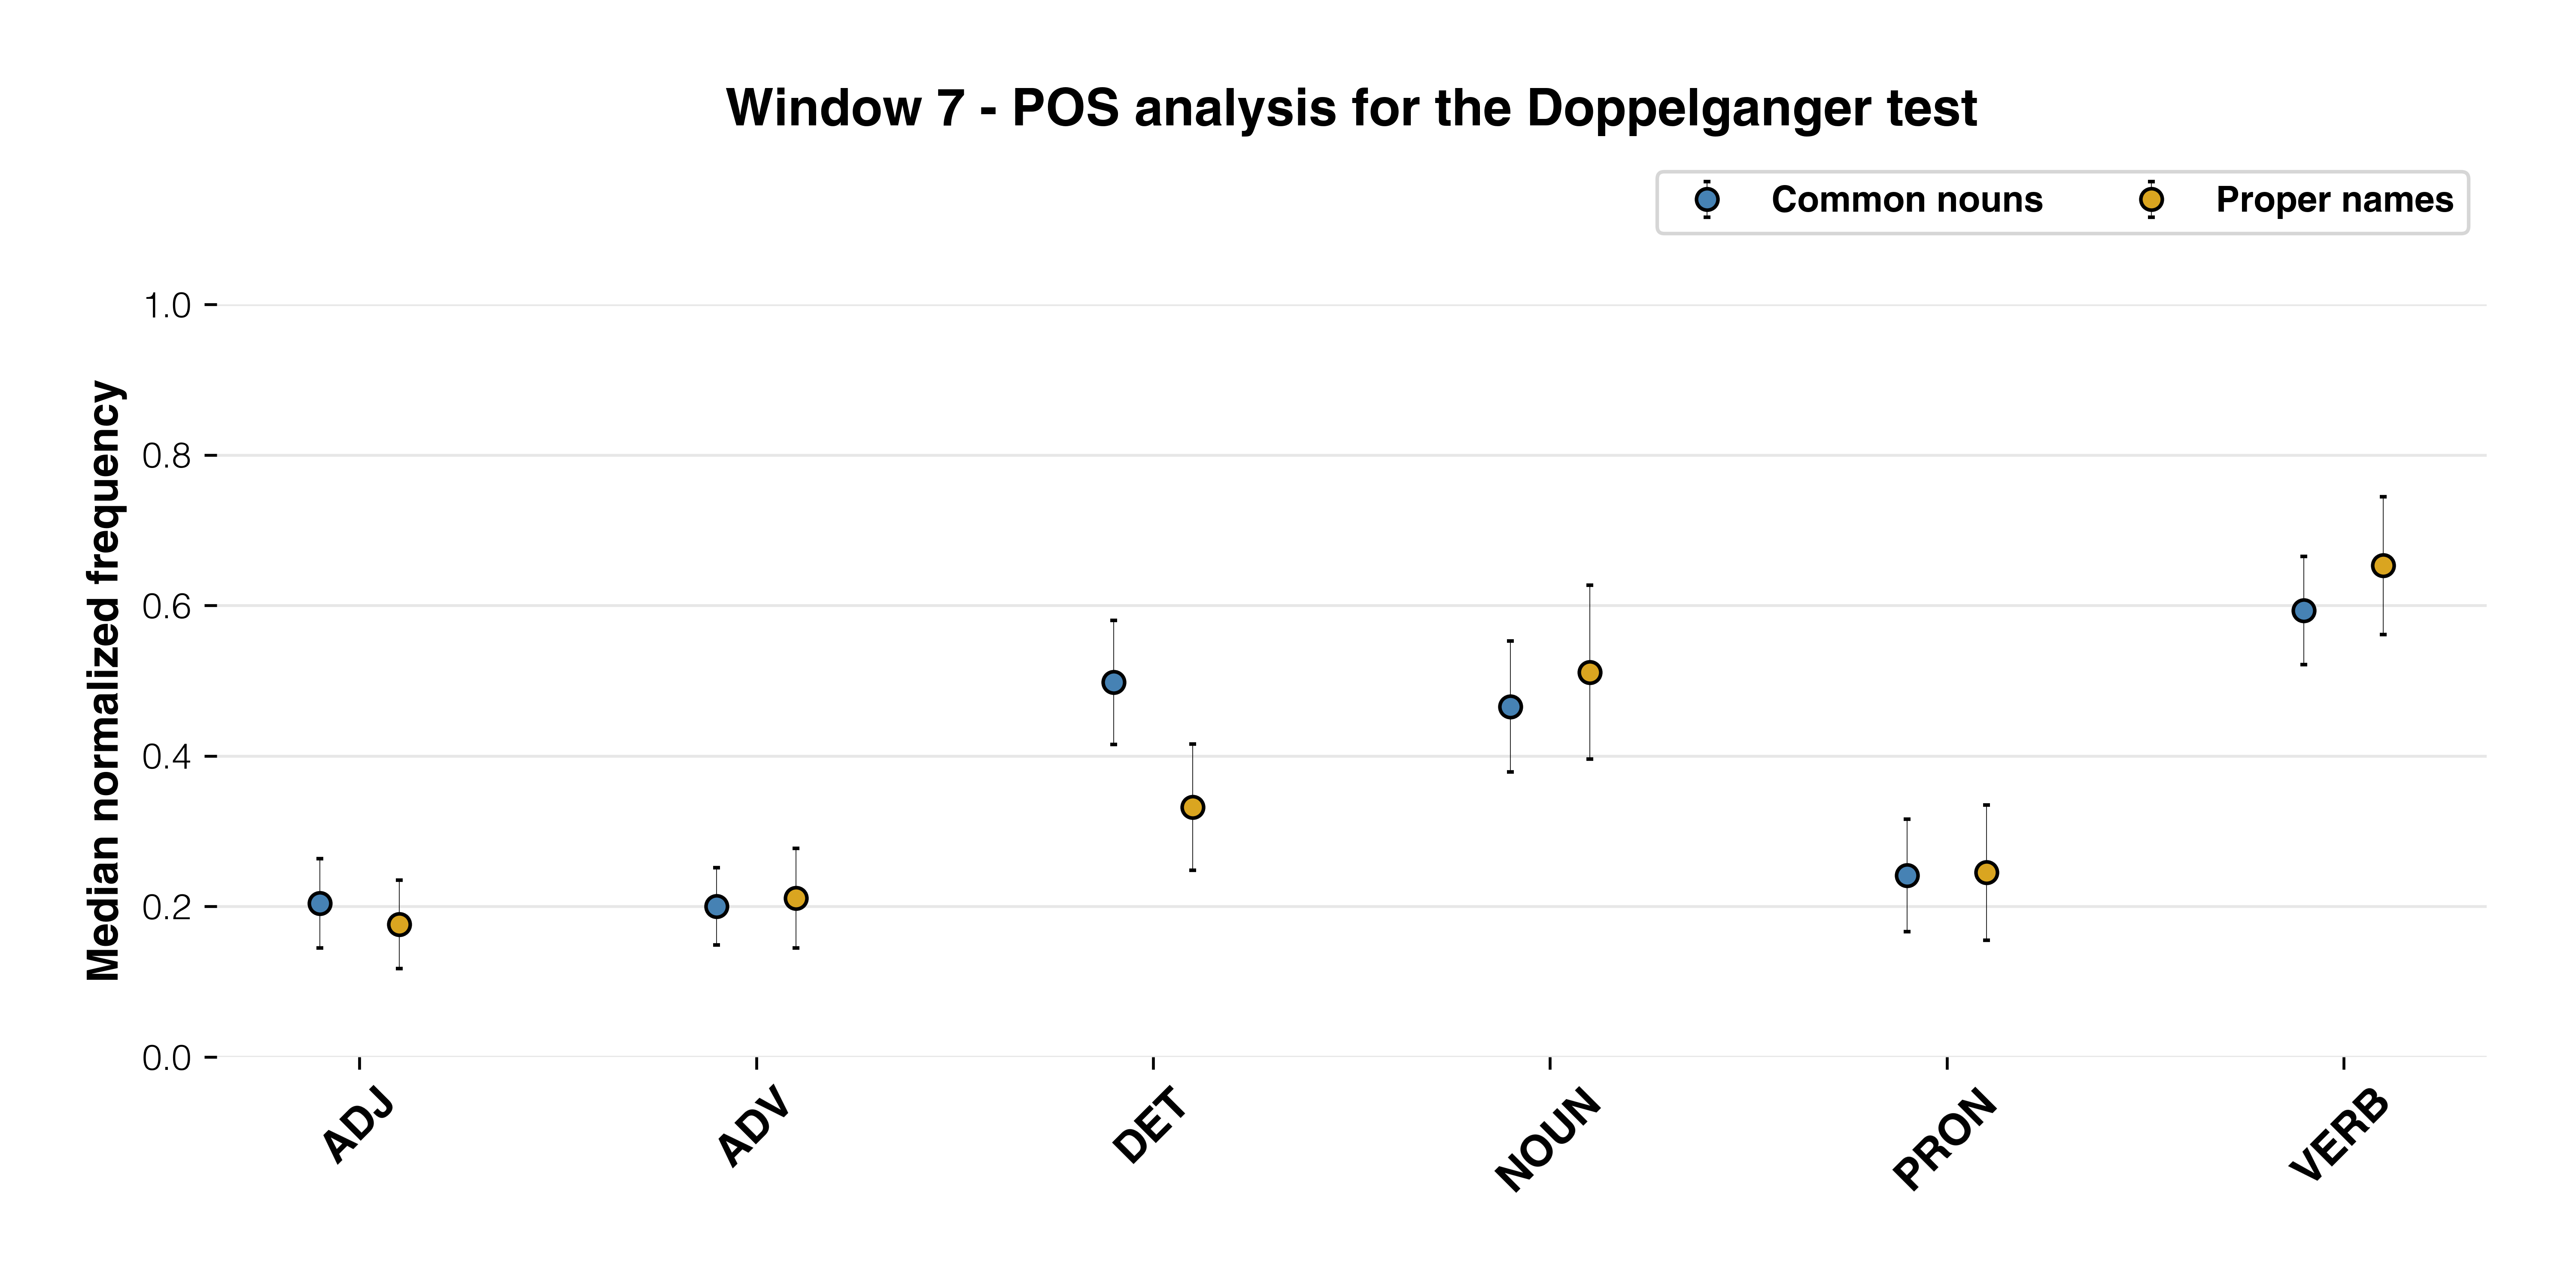 Window 7 - POS analysis for the Doppelganger test
Common nouns Proper names
Median normalized frequency
1.0
0.8
0.6
0.4
0.2
0.0
ADJ ADV DET NOUN PRON VERB